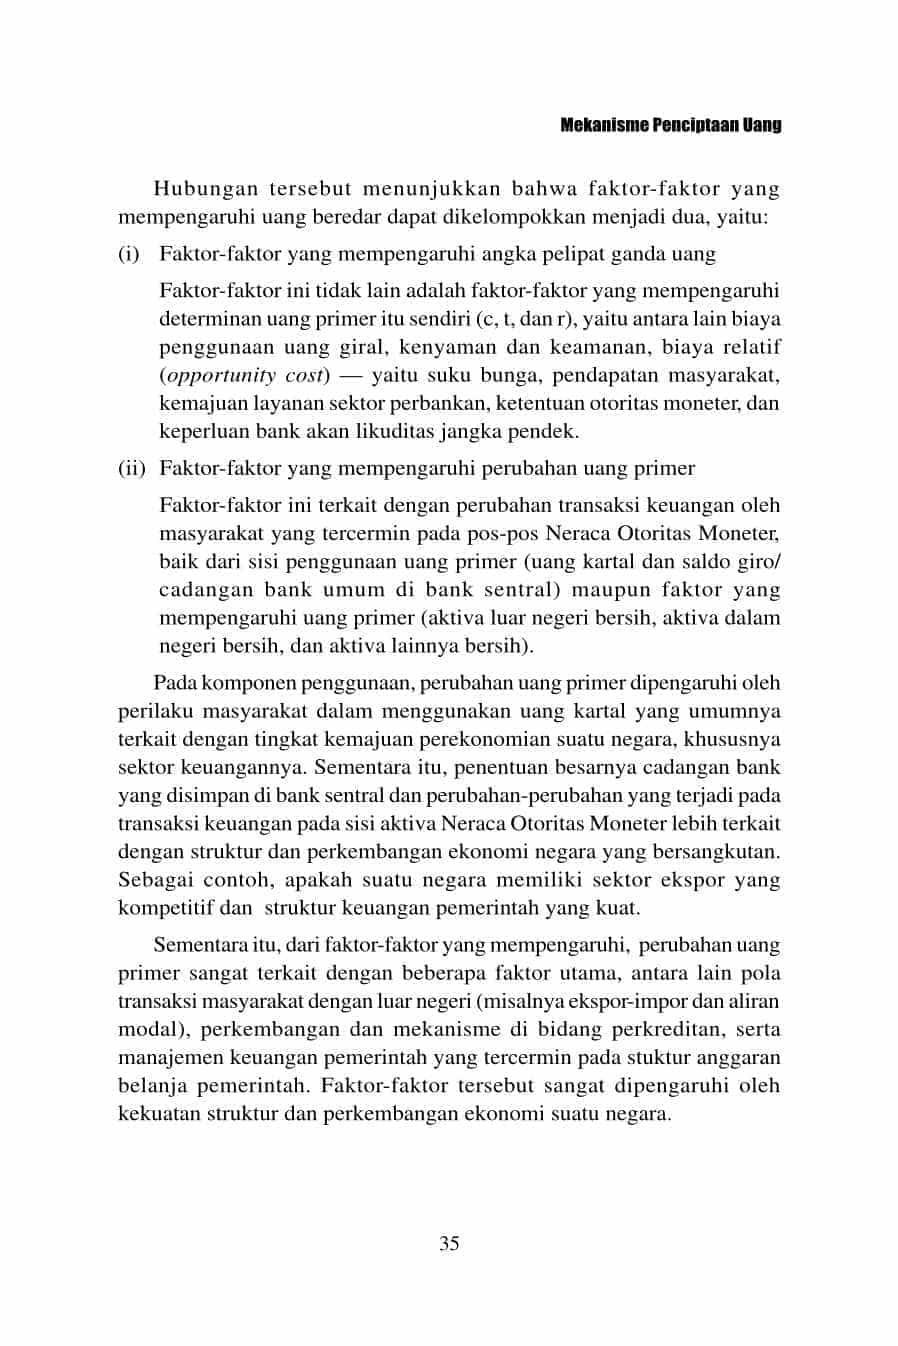 Mekanisme Penciptaan Uang
Hubungan tersebut menunjukkan bahwa faktor-faktor yang
mempengaruhi uang beredar dapat dikelompokkan menjadi dua, yaitu:
(i) Faktor-faktor yang mempengaruhi angka pelipat ganda uang
Faktor-faktor ini tidak lain adalah faktor-faktor yang mempengaruhi
determinan uang primer itu sendiri (c, t, dan r), yaitu antara lain biaya
penggunaan uang giral, kenyaman dan keamanan, biaya relatif
(opportunity cost) — yaitu suku bunga, pendapatan masyarakat,
kemajuan layanan sektor perbankan, ketentuan otoritas moneter, dan
keperluan bank akan likuditas jangka pendek.
(ii) Faktor-faktor yang mempengaruhi perubahan uang primer
Faktor-faktor ini terkait dengan perubahan transaksi keuangan oleh
masyarakat yang tercermin pada pos-pos Neraca Otoritas Moneter,
baik dari sisi penggunaan uang primer (uang kartal dan saldo giro/
cadangan bank umum di bank sentral) maupun faktor yang
mempengaruhi uang primer (aktiva luar negeri bersih, aktiva dalam
negeri bersih, dan aktiva lainnya bersih).
Pada komponen penggunaan, perubahan uang primer dipengaruhi oleh
perilaku masyarakat dalam menggunakan uang kartal yang umumnya
terkait dengan tingkat kemajuan perekonomian suatu negara, khususnya
sektor keuangannya. Sementara itu, penentuan besarnya cadangan bank
yang disimpan di bank sentral dan perubahan-perubahan yang terjadi pada
transaksi keuangan pada sisi aktiva Neraca Otoritas Moneter lebih terkait
dengan struktur dan perkembangan ekonomi negara yang bersangkutan.
Sebagai contoh, apakah suatu negara memiliki sektor ekspor yang
kompetitif dan struktur keuangan pemerintah yang kuat.
Sementara itu, dari faktor-faktor yang mempengaruhi, perubahan uang
primer sangat terkait dengan beberapa faktor utama, antara lain pola
transaksi masyarakat dengan luar negeri (misalnya ekspor-impor dan aliran
modal), perkembangan dan mekanisme di bidang perkreditan, serta
manajemen keuangan pemerintah yang tercermin pada stuktur anggaran
belanja pemerintah. Faktor-faktor tersebut sangat dipengaruhi oleh
kekuatan struktur dan perkembangan ekonomi suatu negara.
35